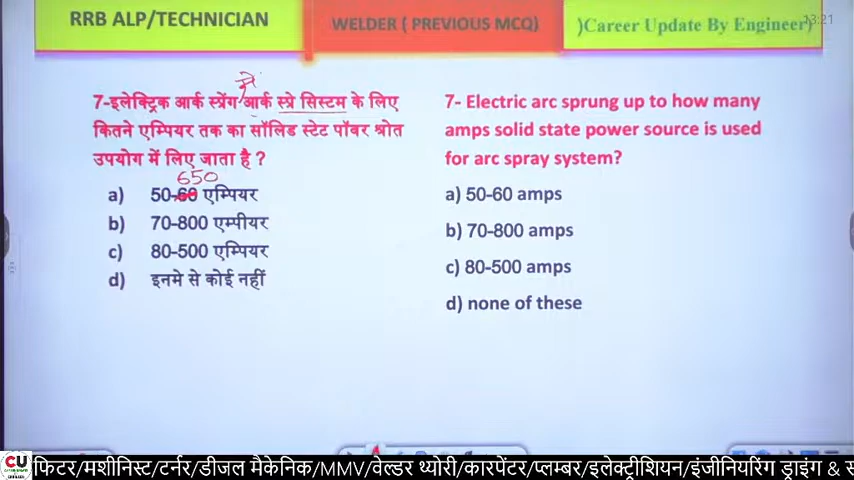 RRB ALP/TECHNICIAN
WELDER ( PREVIOUS MCQ)
)Career Update By Engineer)
13:21
में
7-इलेक्ट्रिक आर्क स्प्रेंग आर्क स्प्रे सिस्टम के लिए
कितने एम्पियर तक का सॉलिड स्टेट पॉवर श्रोत
उपयोग में लिए जाता है ?
650
a) 50-60 एम्पियर
b) 70-800 एम्पीयर
c) 80-500 एम्पियर
d) इनमे से कोई नहीं
7- Electric arc sprung up to how many
amps solid state power source is used
for arc spray system?
a) 50-60 amps
b) 70-800 amps
c) 80-500 amps
d) none of these
CU
फिटर/मशीनिस्ट/टर्नर/डीजल मैकेनिक/MMV/वेल्डर थ्योरी/कारपेंटर/प्लम्बर/इलेक्ट्रीशियन/इंजीनियरिंग ड्राइंग &